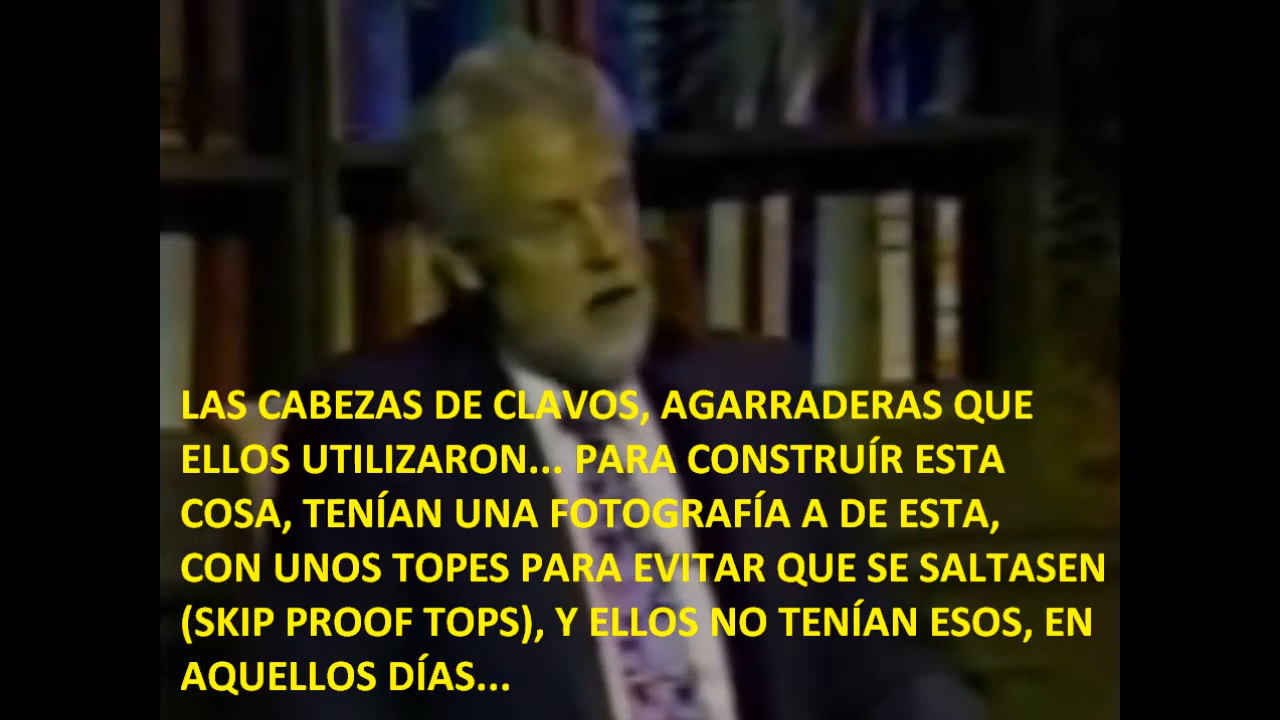 LAS CABEZAS DE CLAVOS, AGARRADERAS QUE
ELLOS UTILIZARON... PARA CONSTRUÍR ESTA
COSA, TENÍAN UNA FOTOGRAFÍA A DE ESTA,
CON UNOS TOPES PARA EVITAR QUE SE SALTASEN
(SKIP PROOF TOPS), Y ELLOS NO TENÍAN ESOS, EN
AQUELLOS DÍAS...